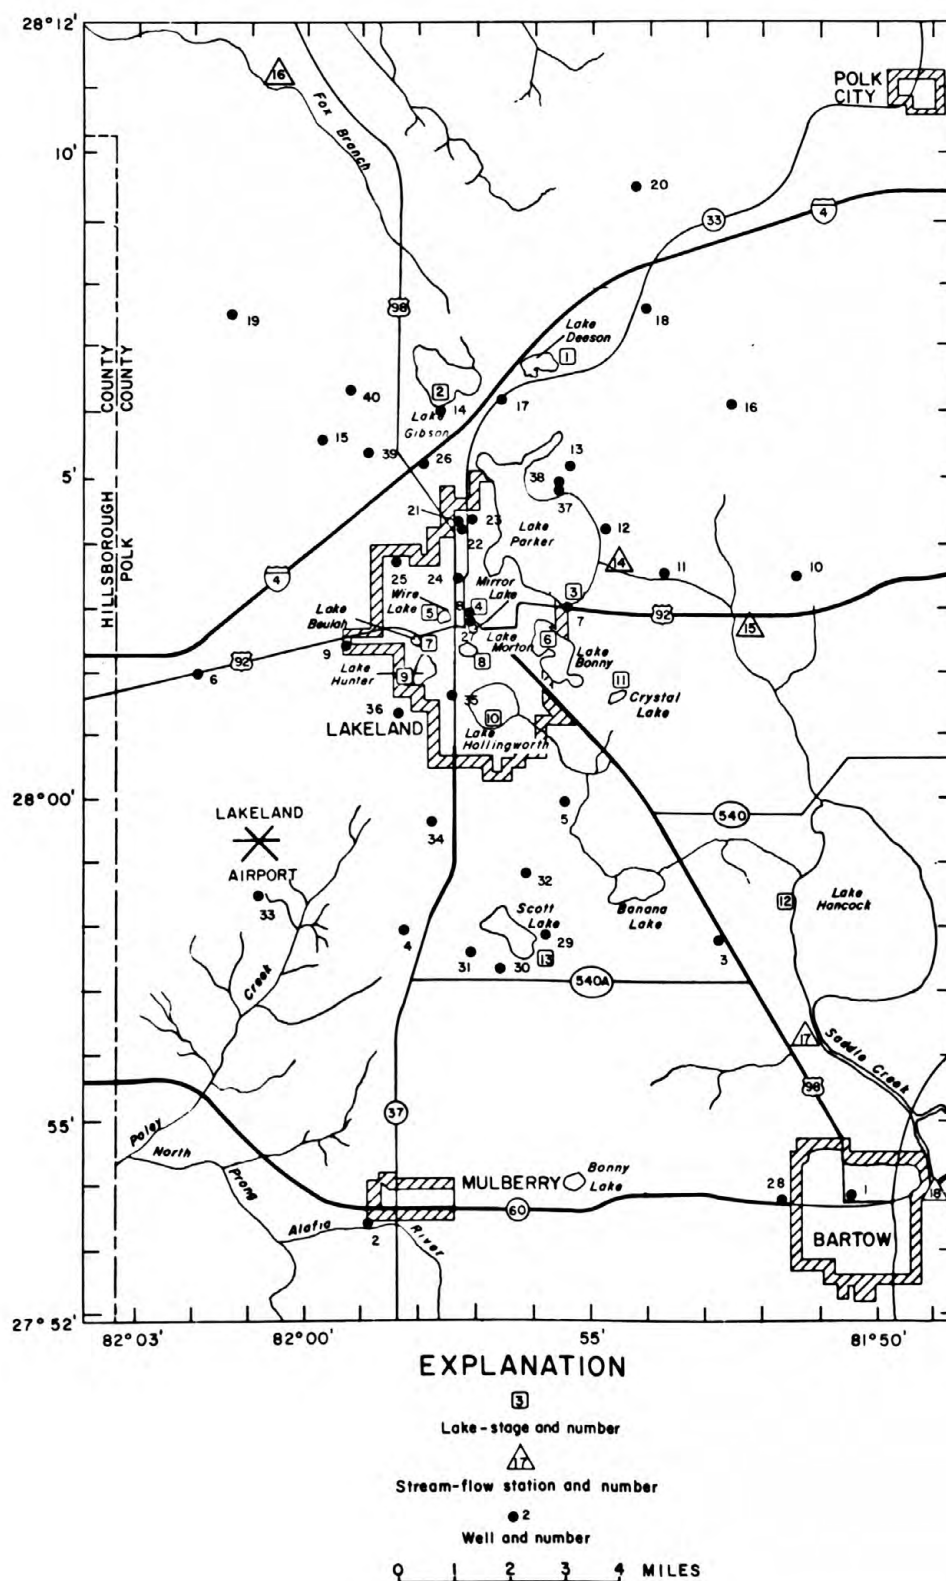 28°12'
16
Fox Branch
POLK
CITY
10'
20
33
4
98
19
18
Lake
Deeson
1
HILLSBOROUGH COUNTY
POLK COUNTY
40
2
14
Lake
Gibson
17
16
15
39
26
13
5'
38
37
21
23
22
Lake
Parker
12
14
4
25
24
Mirror
Lake
11
10
Wire
Lake
5
8
4
3
7
92
15
Lake
Beulah
27
Lake
Morton
6
9
7
8
Lake
Bonny
92
6
Lake
Hunter
9
11
Crystal
Lake
36
35
10
LAKELAND
Lake
Hollingworth
28°00'
LAKELAND
AIRPORT
5
540
34
32
33
Scott
Lake
Banana
Lake
12
Lake
Hancock
4
29
3
31
30
13
540A
Creek
17
Saddle Creek
98
37
55'
Poley
North
Prong
MULBERRY
Bonny
Lake
28
1
18
60
Alafia
River
2
BARTOW
27°52'
82°03'
82°00'
55'
81°50'
EXPLANATION
3
Lake-stage and number
17
Stream-flow station and number
2
Well and number
0 1 2 3 4 MILES